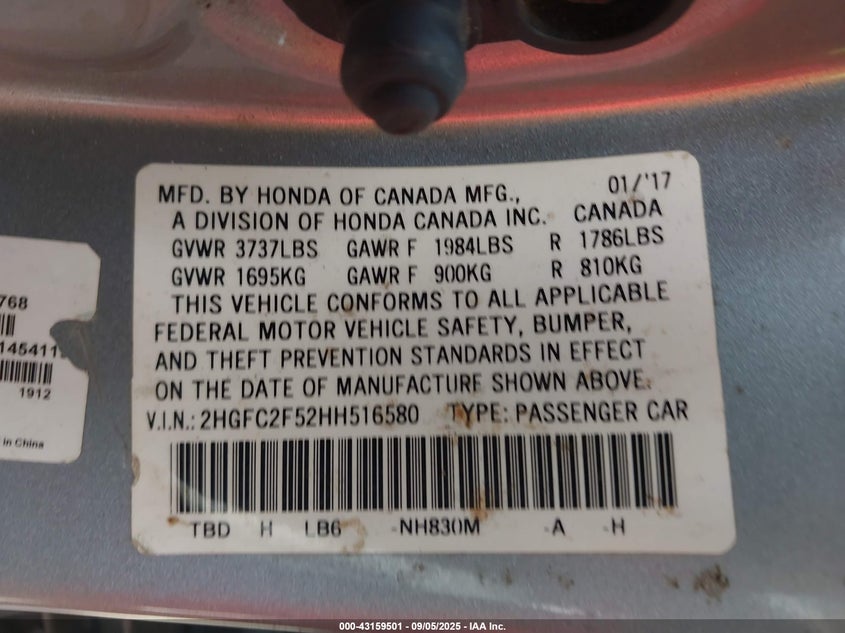 MFD. BY HONDA OF CANADA MFG., 01/'17
A DIVISION OF HONDA CANADA INC. CANADA
GVWR 3737LBS GAWR F 1984LBS R 1786LBS
GVWR 1695KG GAWR F 900KG R 810KG
THIS VEHICLE CONFORMS TO ALL APPLICABLE
FEDERAL MOTOR VEHICLE SAFETY, BUMPER,
AND THEFT PREVENTION STANDARDS IN EFFECT
ON THE DATE OF MANUFACTURE SHOWN ABOVE.
V.I.N.: 2HGFC2F52HH516580 TYPE: PASSENGER CAR
TBD H LB6 -NH830M -A -H
768
145411
1912
in China
000-43159501 - 09/05/2025 - IAA Inc.